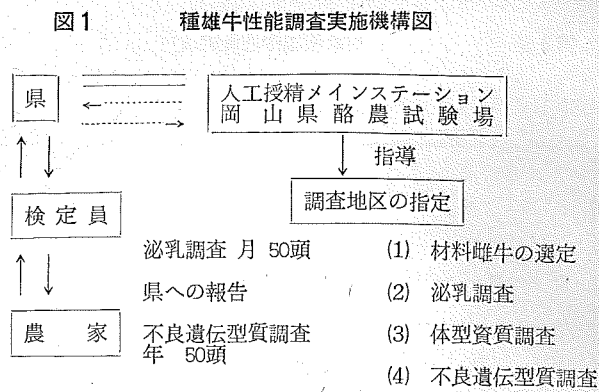 図1 種雄牛性能調査実施機構図
県
人工授精メインステーション
岡山県酪農試験場
指導
検定員
調査地区の指定
泌乳調査 月 50頭
県への報告
農家
不良遺伝型質調査
年 50頭
(1) 材料雌牛の選定
(2) 泌乳調査
(3) 体型資質調査
(4) 不良遺伝型質調査